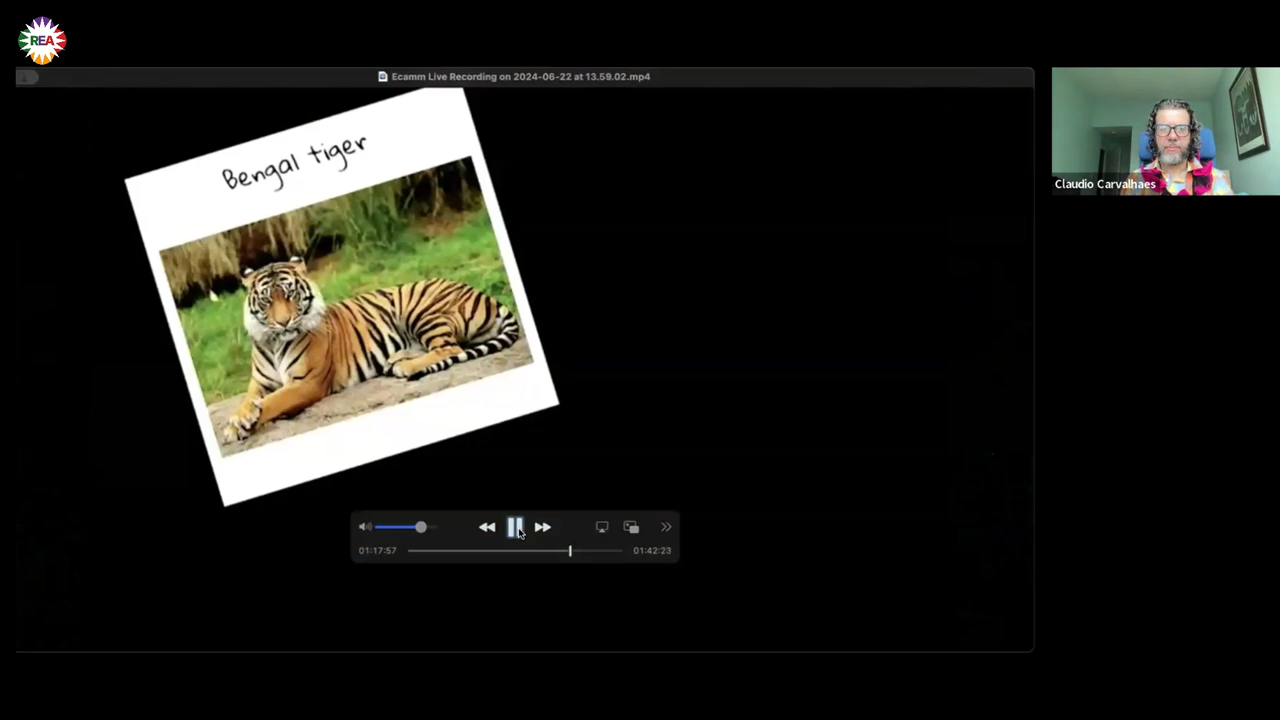 REA
Ecamm Live Recording on 2024-06-22 at 13.59.02.mp4
Bengal tiger
Claudio Carvalhaes
01:17:57
01:42:23